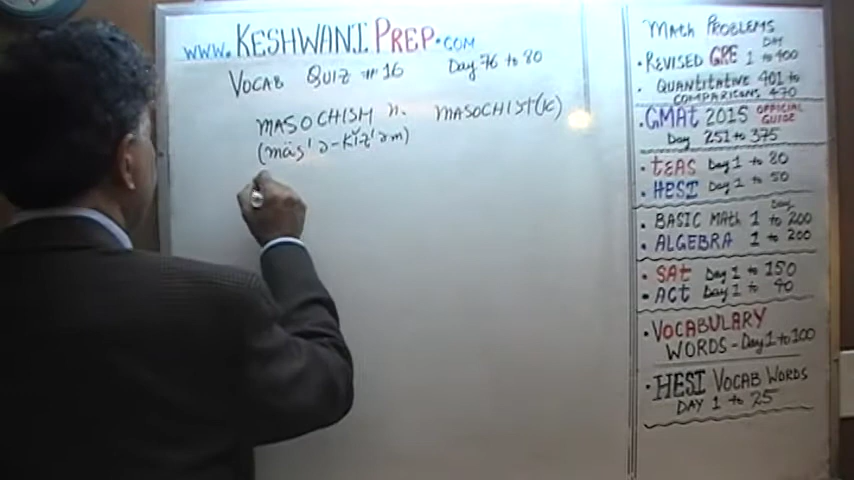 WWW. KESHWANI PREP.COM
VOCAB QUIZ #16 Day 76 to 80
MASOCHISM n. MASOCHIST(IC)
(măs'ə-kĭz'əm)
MATH PROBLEMS
DAY
• REVISED GRE 1 to 400
• QUANTITATIVE 401 to
COMPARISONS 470
• GMAt 2015 OFFICIAL GUIDE
Day 251 to 375
• tEAS Day 1 to 80
• HESI Day 1 to 50
Day
• BASIC MAth 1 to 200
• ALGEBRA 1 to 200
• SAt Day 1 to 150
• ACT Day 1 to 40
• VOCABULARY
WORDS - Day 1 to 100
• HESI VOCAB WORDS
DAY 1 to 25